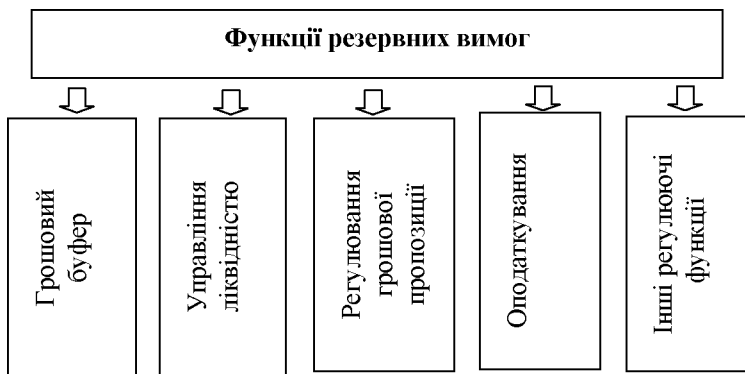 Функції резервних вимог
Грошовий
буфер
Управління
ліквідністю
Регулювання
грошової
пропозиції
Оподаткування
Інші регулюючі
функції